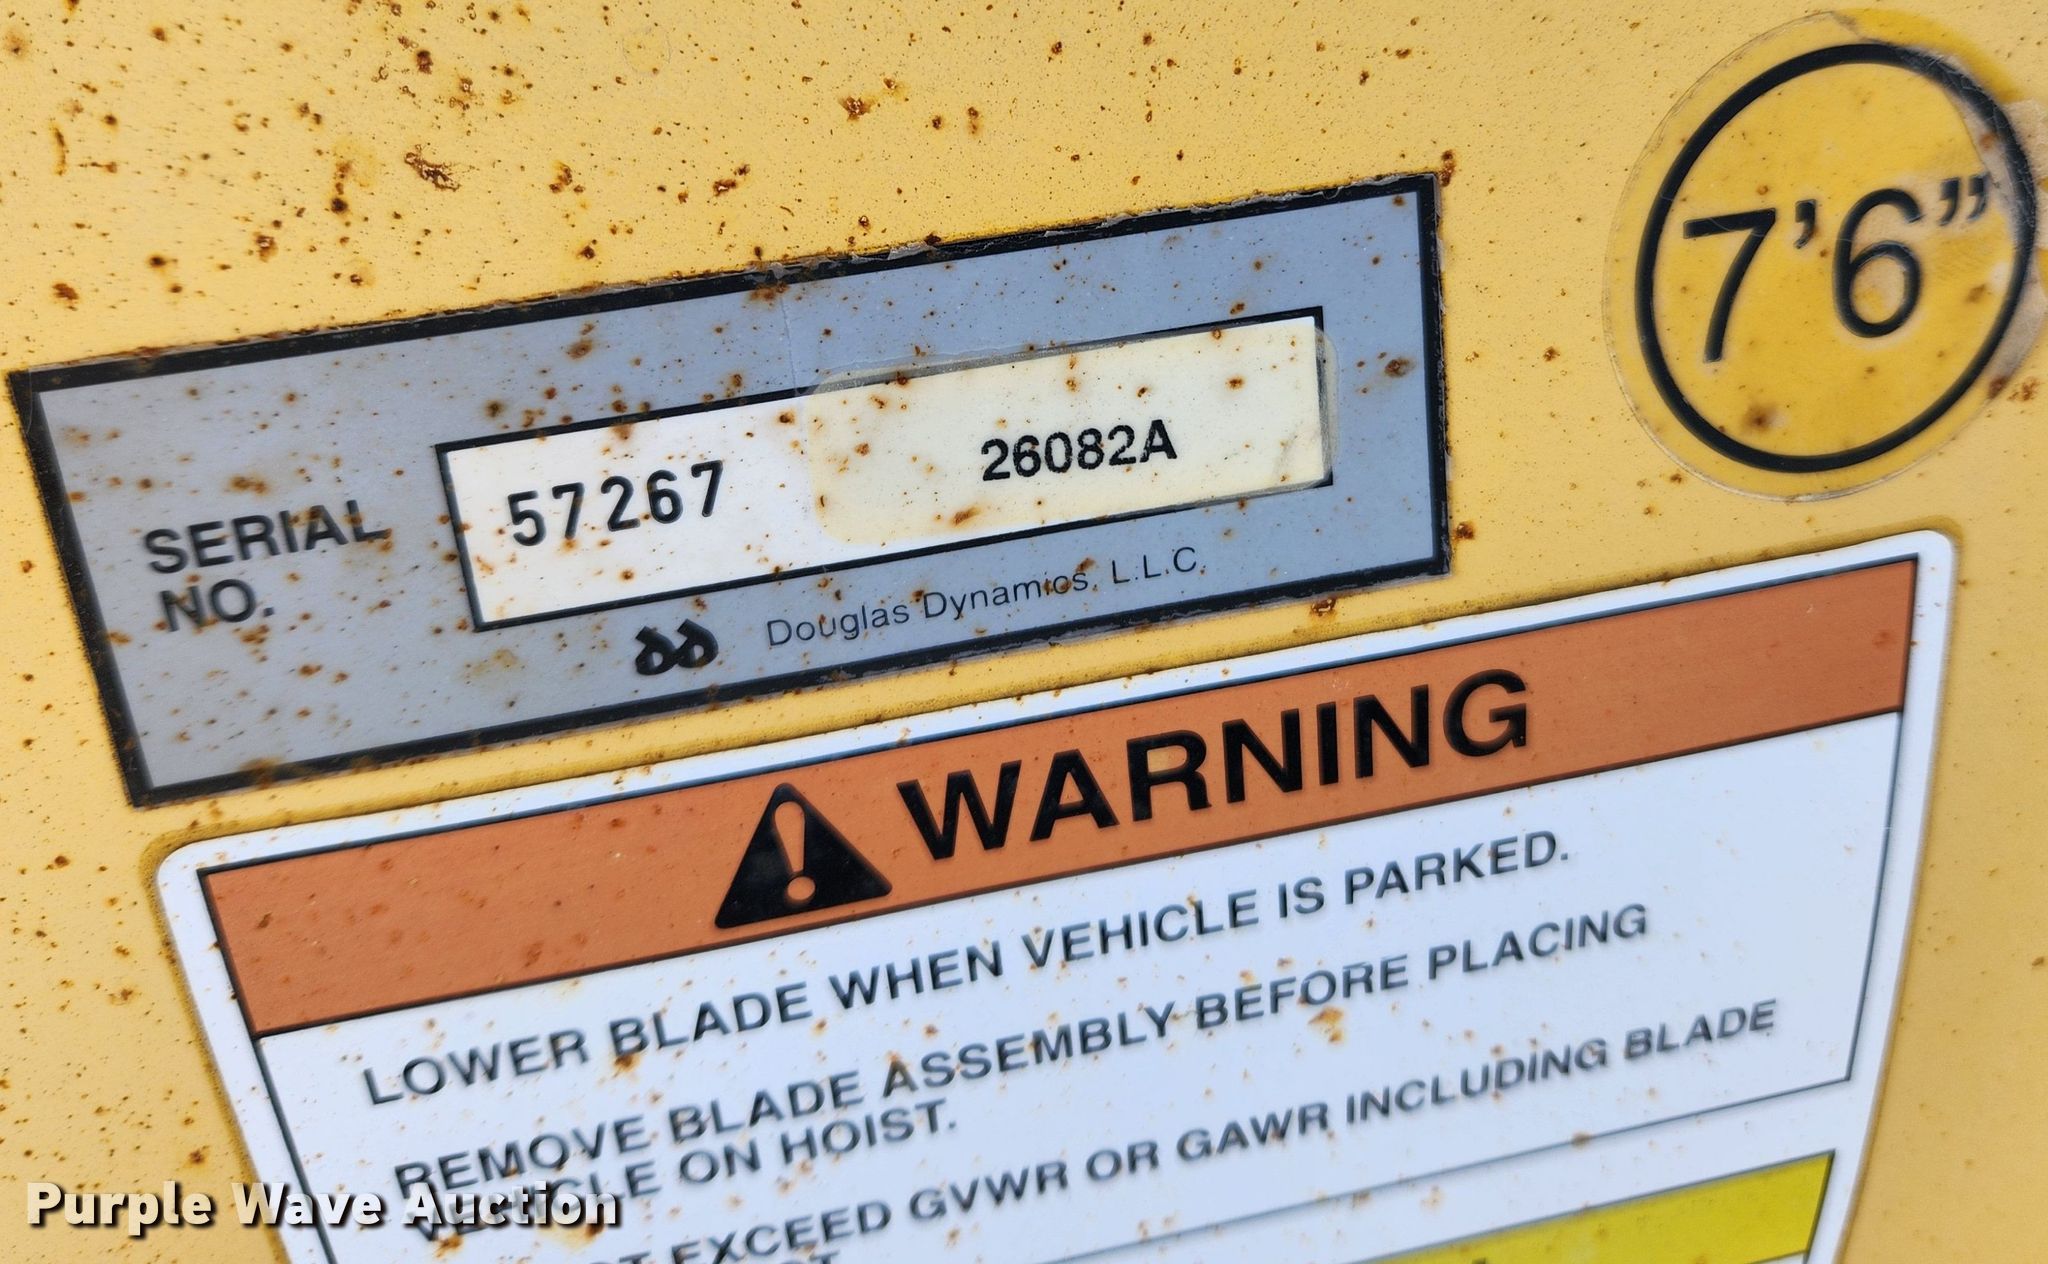 7'6"
SERIAL
NO.
57267
26082A
Douglas Dynamics, L.L.C.
WARNING
LOWER BLADE WHEN VEHICLE IS PARKED.
REMOVE BLADE ASSEMBLY BEFORE PLACING
VEHICLE ON HOIST.
EXCEED GVWR OR GAWR INCLUDING BLADE
Purple Wave Auction